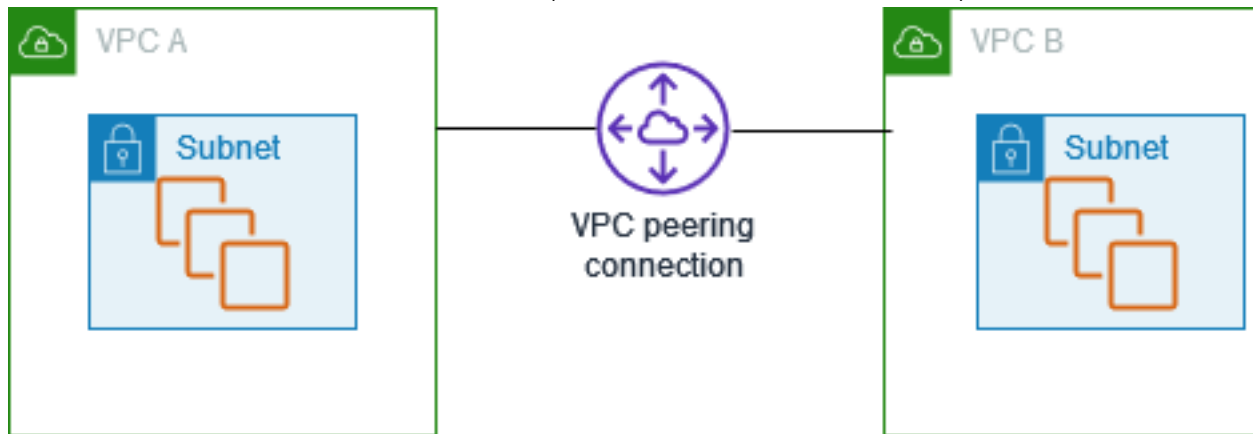 VPC A
VPC B
Subnet
Subnet
VPC peering
connection